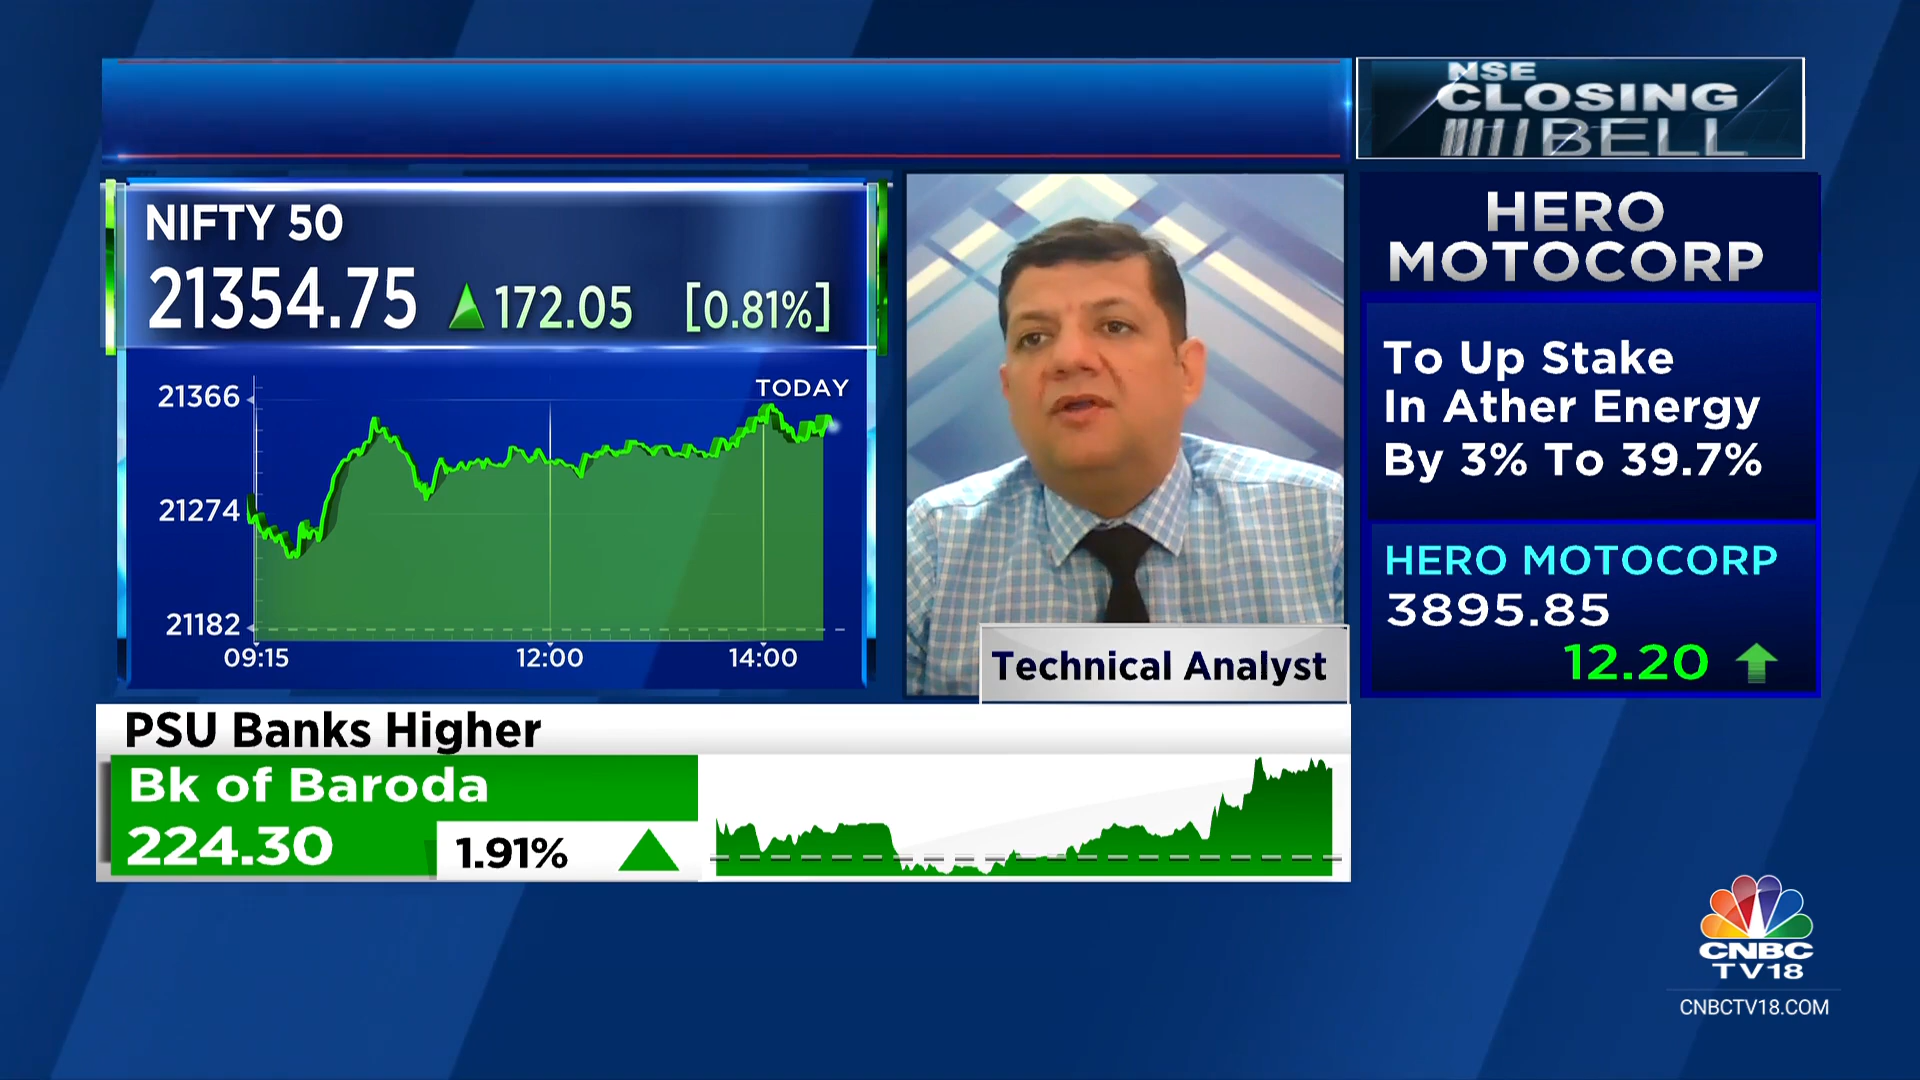 NSE
CLOSING
BELL
NIFTY 50
21354.75 172.05 [0.81%]
TODAY
21366
21274
21182
09:15 12:00 14:00
Technical Analyst
HERO
MOTOCORP
To Up Stake
In Ather Energy
By 3% To 39.7%
HERO MOTOCORP
3895.85
12.20
PSU Banks Higher
Bk of Baroda
224.30
1.91%
CNBC
TV18
CNBCTV18.COM